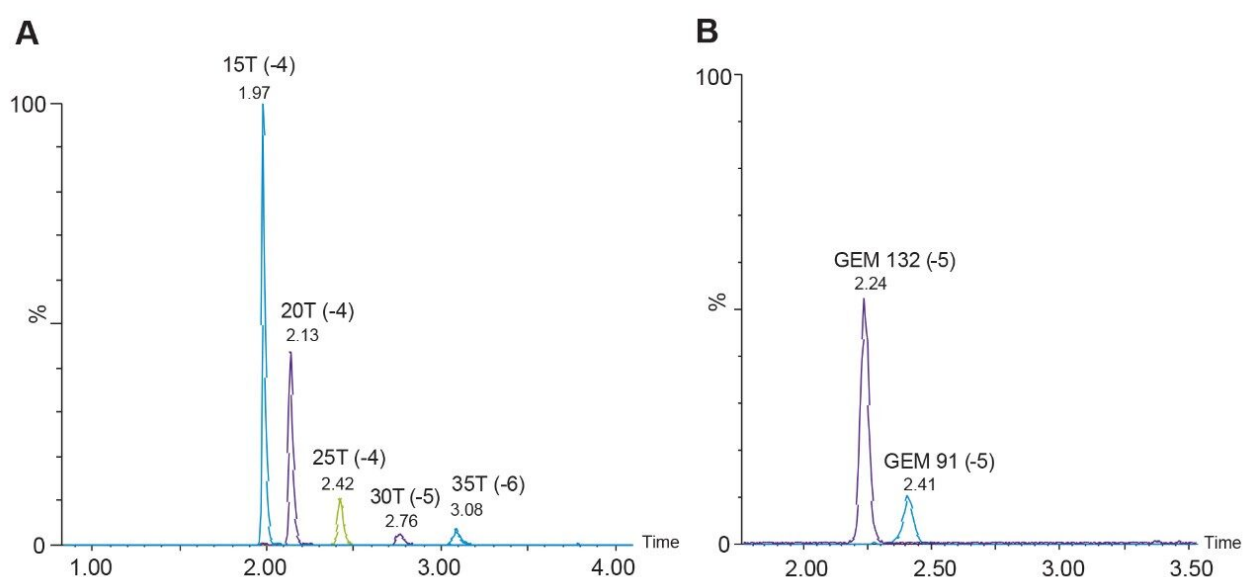 A
15T (-4)
1.97
100
20T (-4)
2.13
%
25T (-4)
2.42
30T (-5)
2.76
35T (-6)
3.08
0
Time
1.00 2.00 3.00 4.00
B
100
GEM 132 (-5)
2.24
%
GEM 91 (-5)
2.41
0
Time
2.00 2.50 3.00 3.50